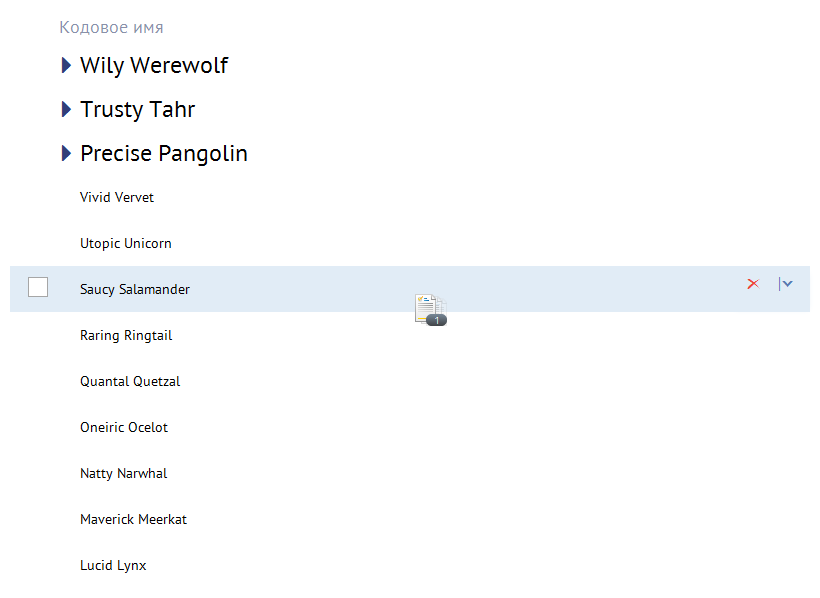 Кодовое имя
Wily Werewolf
Trusty Tahr
Precise Pangolin
Vivid Vervet
Utopic Unicorn
Saucy Salamander
1
Raring Ringtail
Quantal Quetzal
Oneiric Ocelot
Natty Narwhal
Maverick Meerkat
Lucid Lynx